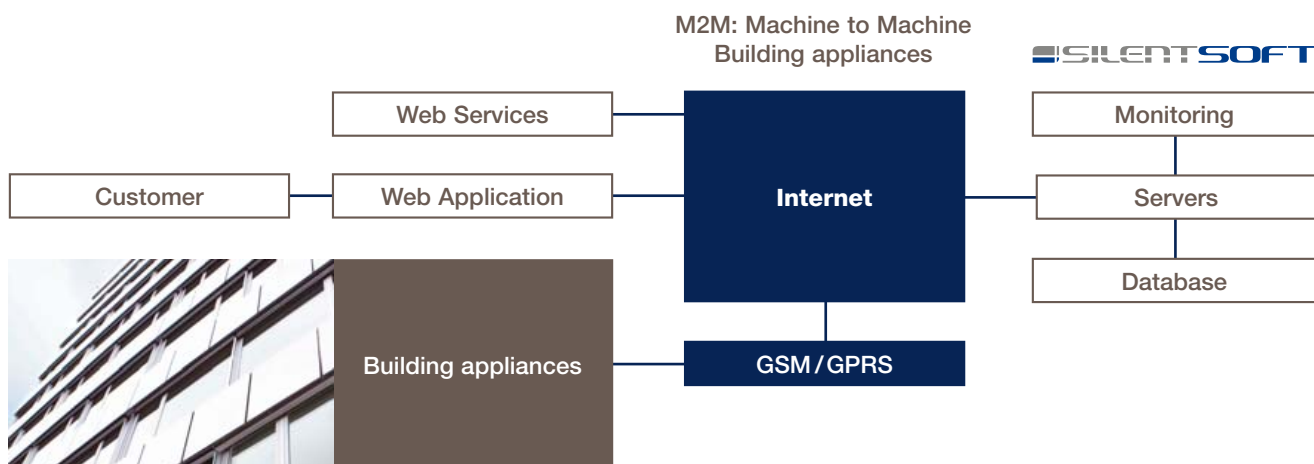 M2M: Machine to Machine
Building appliances
SILENTSOFT
Web Services
Monitoring
Customer
Web Application
Internet
Servers
Database
Building appliances
GSM/GPRS